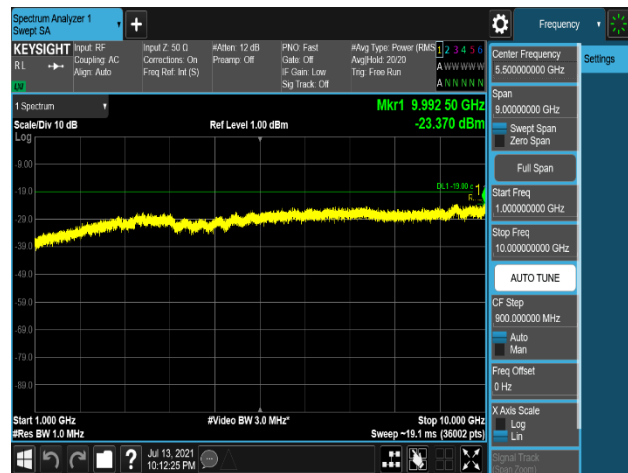 Spectrum Analyzer 1
Swept SA
Frequency
KEYSIGHT
Input: RF
Input Z: 50 Ω
#Atten: 12 dB
PNO: Fast
#Avg Type: Power (RMS
1 2 3 4 5 6
RL
Coupling: AC
Corrections: On
Preamp: Off
Gate: Off
Avg|Hold: 20/20
A W W W W W
Align: Auto
Freq Ref: Int (S)
IF Gain: Low
Trig: Free Run
Sig Track: Off
A N N N N N
Center Frequency
5.500000000 GHz
Settings
Span
9.00000000 GHz
Swept Span
Zero Span
Full Span
Start Freq
1.000000000 GHz
Stop Freq
10.000000000 GHz
AUTO TUNE
CF Step
900.000000 MHz
Auto
Man
Freq Offset
0 Hz
X Axis Scale
Log
Lin
Signal Track
(Span Zoom)
1 Spectrum
Mkr1 9.992 50 GHz
Scale/Div 10 dB
Ref Level 1.00 dBm
-23.370 dBm
Log
-9.00
-19.0
-29.0
-39.0
-49.0
-59.0
-69.0
-79.0
-89.0
DL1 -19.00
1
Start 1.000 GHz
#Video BW 3.0 MHz*
Stop 10.000 GHz
#Res BW 1.0 MHz
Sweep ~19.1 ms (36002 pts)
Jul 13, 2021
10:12:25 PM